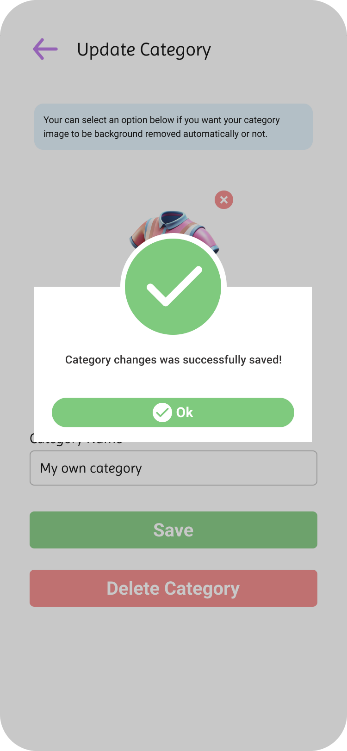 Update Category
Your can select an option below if you want your category
image to be background removed automatically or not.
Category changes was successfully saved!
Ok
Category Name
My own category
Save
Delete Category